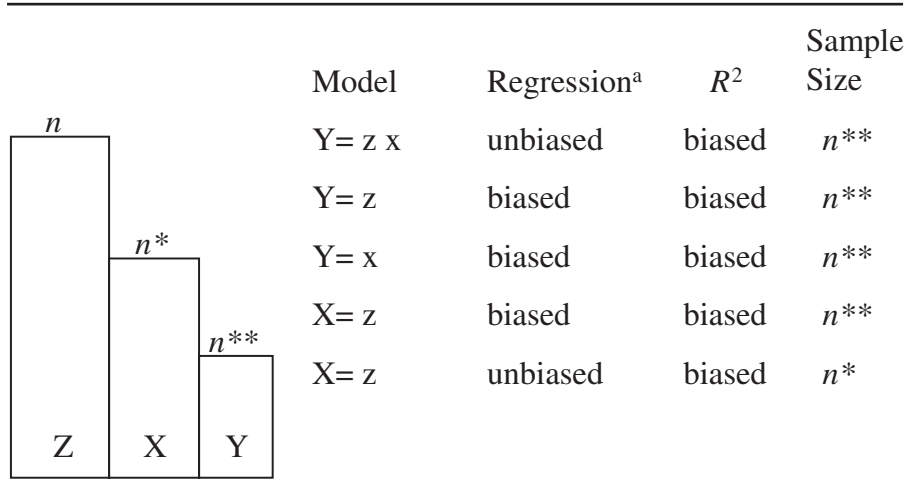 Model Regressionᵃ R² Sample Size
Y= z x unbiased biased n**
Y= z biased biased n**
Y= x biased biased n**
X= z biased biased n**
X= z unbiased biased n*
n
n*
n**
Z X Y